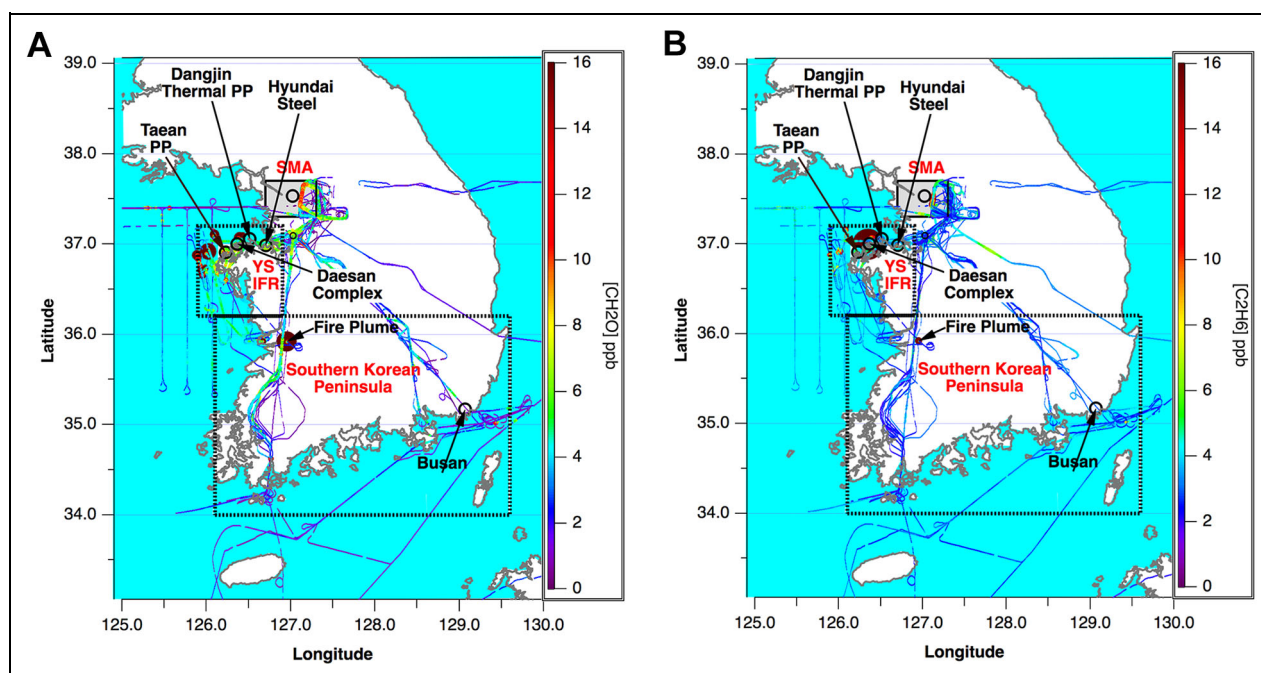 A
39.0
38.0
37.0
36.0
35.0
34.0
Latitude
125.0
126.0
127.0
128.0
129.0
130.0
Longitude
Dangjin
Thermal PP
Hyundai
Steel
Taean
PP
SMA
YS
IFR
Daesan
Complex
Fire Plume
Southern Korean
Peninsula
Busan
16
14
12
10
8
6
4
2
0
[CH2O] ppb
B
39.0
38.0
37.0
36.0
35.0
34.0
Latitude
125.0
126.0
127.0
128.0
129.0
130.0
Longitude
Dangjin
Thermal PP
Hyundai
Steel
Taean
PP
SMA
YS
IFR
Daesan
Complex
Fire Plume
Southern Korean
Peninsula
Busan
16
14
12
10
8
6
4
2
0
[C2H6] ppb